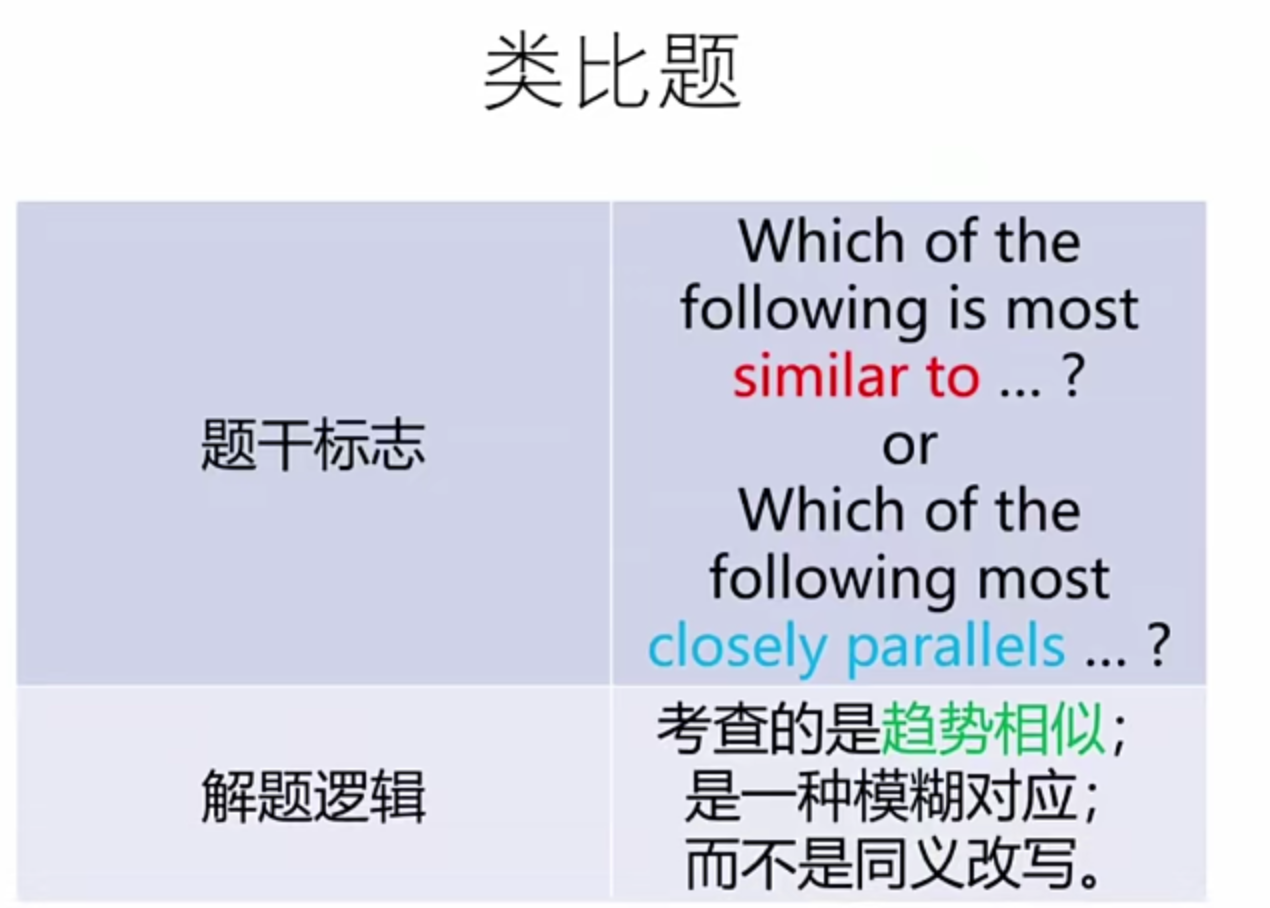 类比题
题干标志
Which of the
following is most
similar to ... ?
or
Which of the
following most
closely parallels ... ?
解题逻辑
考查的是趋势相似；
是一种模糊对应；
而不是同义改写。